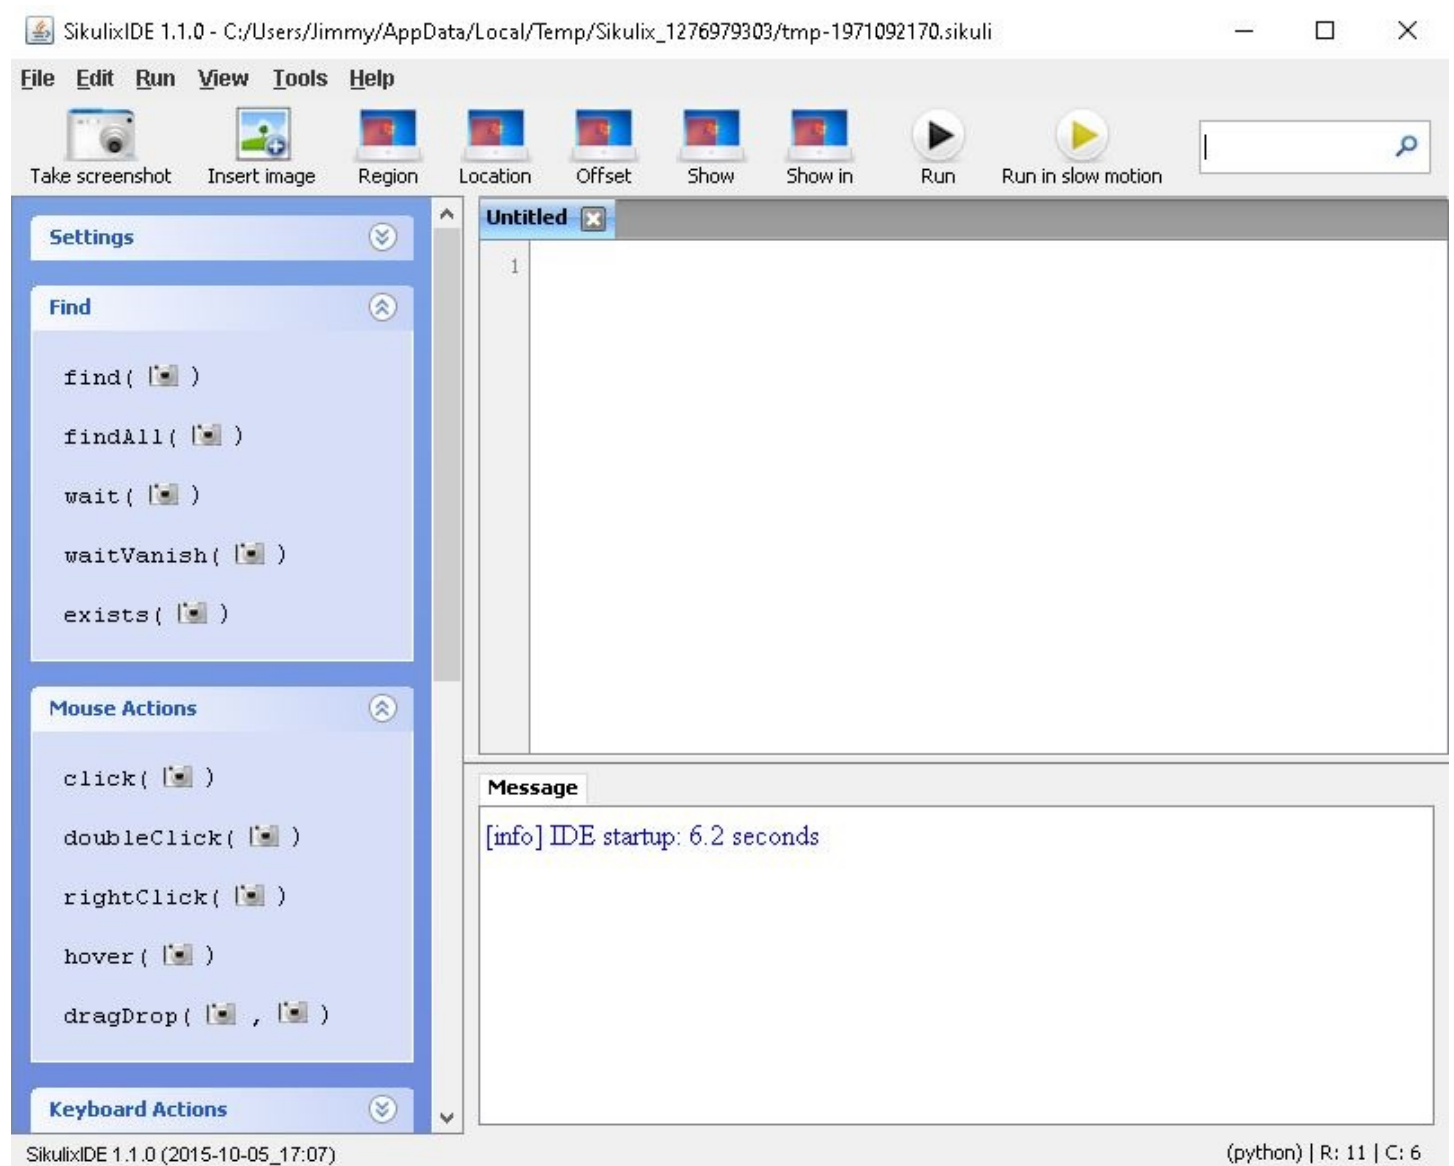 SikulixIDE 1.1.0 - C:/Users/Jimmy/AppData/Local/Temp/Sikulix_1276979303/tmp-1971092170.sikuli
File Edit Run View Tools Help
Take screenshot Insert image Region Location Offset Show Show in Run Run in slow motion
Settings
Find
find( )
findAll( )
wait( )
waitVanish( )
exists( )
Mouse Actions
click( )
doubleClick( )
rightClick( )
hover( )
dragDrop( , )
Keyboard Actions
Untitled
1
Message
[info] IDE startup: 6.2 seconds
SikulixIDE 1.1.0 (2015-10-05_17:07)
(python) | R: 11 | C: 6